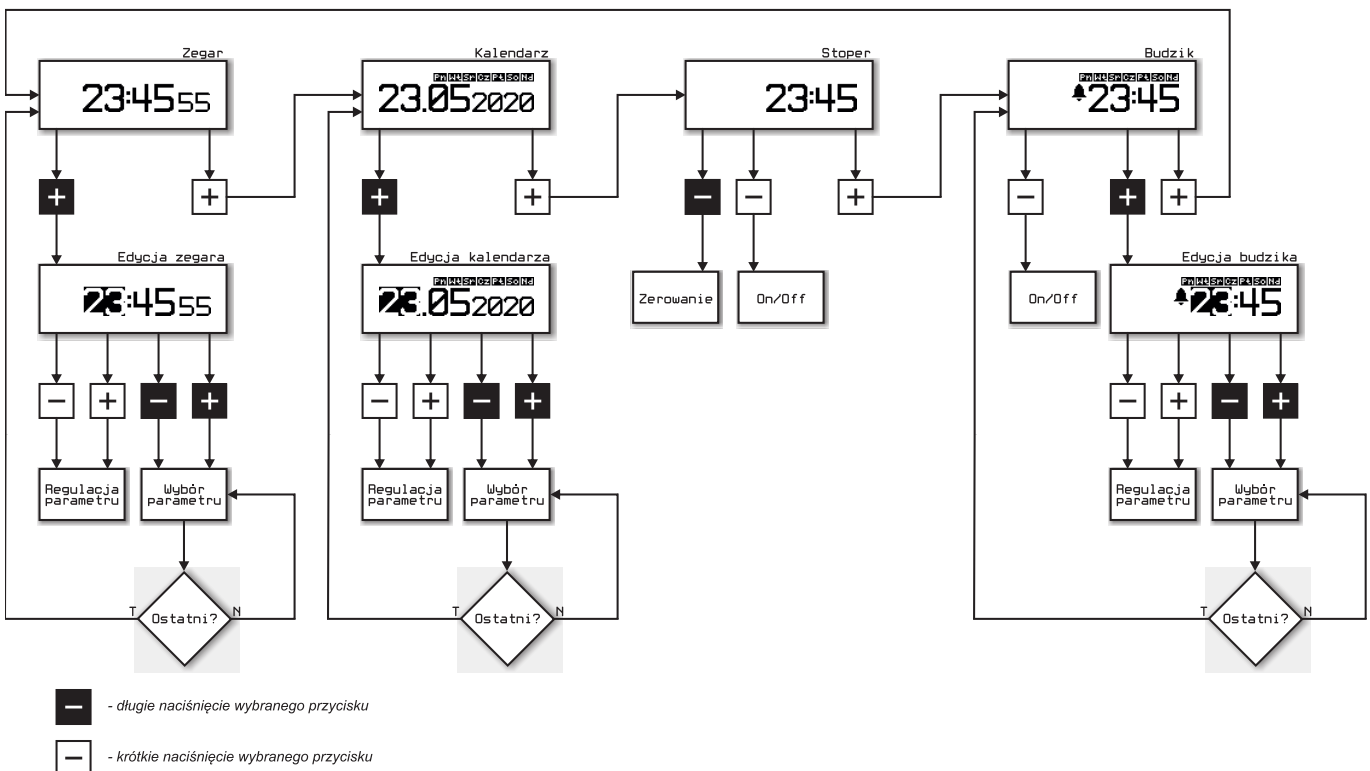 Zegar
23:45 55
Kalendarz
Pn Wt Śr Cz Pt So Nd
23.05 2020
Stoper
23:45
Budzik
Pn Wt Śr Cz Pt So Nd
23:45
+
+
+
+
−
−
+
−
+
+
Edycja zegara
23:45 55
Edycja kalendarza
Pn Wt Śr Cz Pt So Nd
23.05 2020
Zerowanie
On/Off
On/Off
Edycja budzika
Pn Wt Śr Cz Pt So Nd
23:45
−
+
−
+
−
+
−
+
−
+
−
+
Regulacja
parametru
Wybór
parametru
Regulacja
parametru
Wybór
parametru
Regulacja
parametru
Wybór
parametru
T
Ostatni?
N
T
Ostatni?
N
T
Ostatni?
N
− - długie naciśnięcie wybranego przycisku
− - krótkie naciśnięcie wybranego przycisku